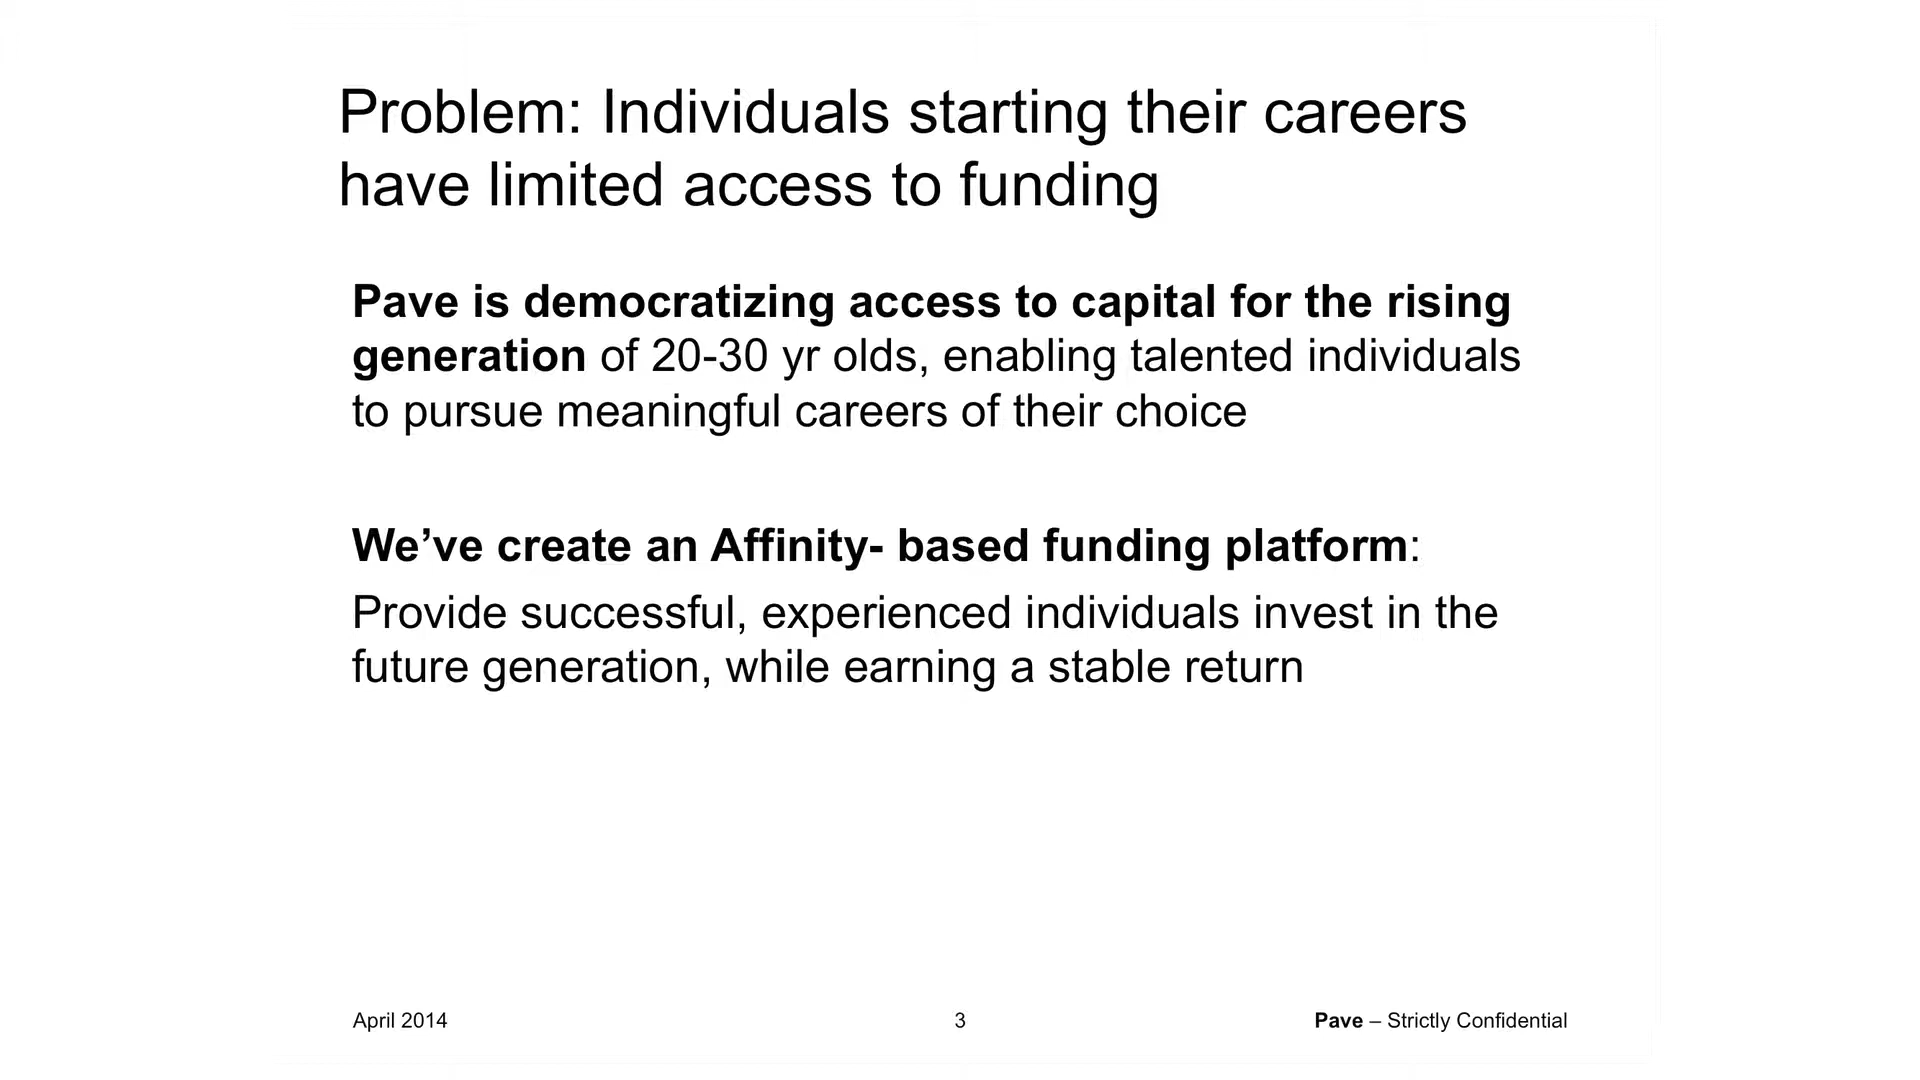 Problem: Individuals starting their careers
have limited access to funding
Pave is democratizing access to capital for the rising
generation of 20-30 yr olds, enabling talented individuals
to pursue meaningful careers of their choice
We’ve create an Affinity- based funding platform:
Provide successful, experienced individuals invest in the
future generation, while earning a stable return
April 2014
3
Pave – Strictly Confidential